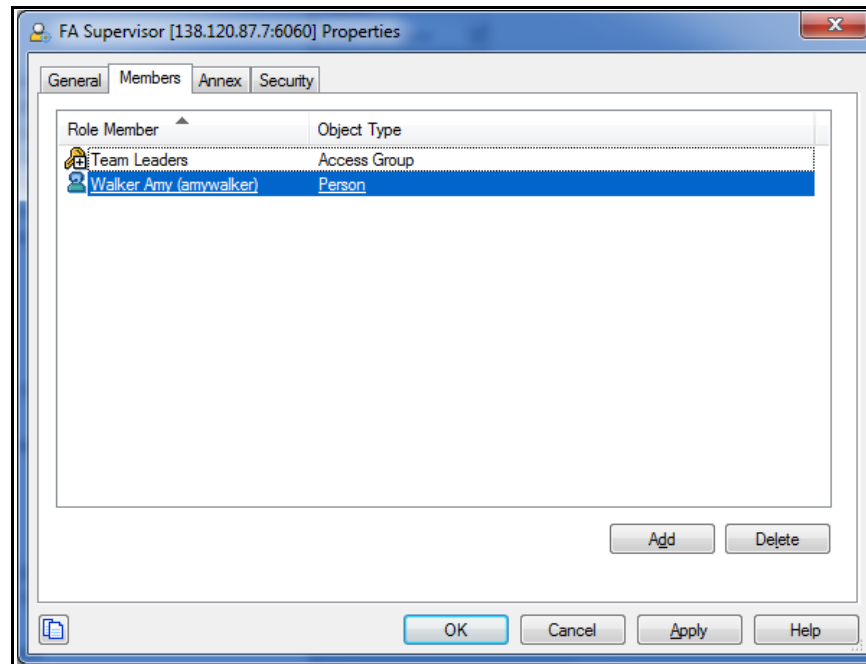 FA Supervisor [138.120.87.7:6060] Properties
General Members Annex Security
Role Member Object Type
Team Leaders Access Group
Walker Amy (amywalker) Person
Add Delete
OK Cancel Apply Help